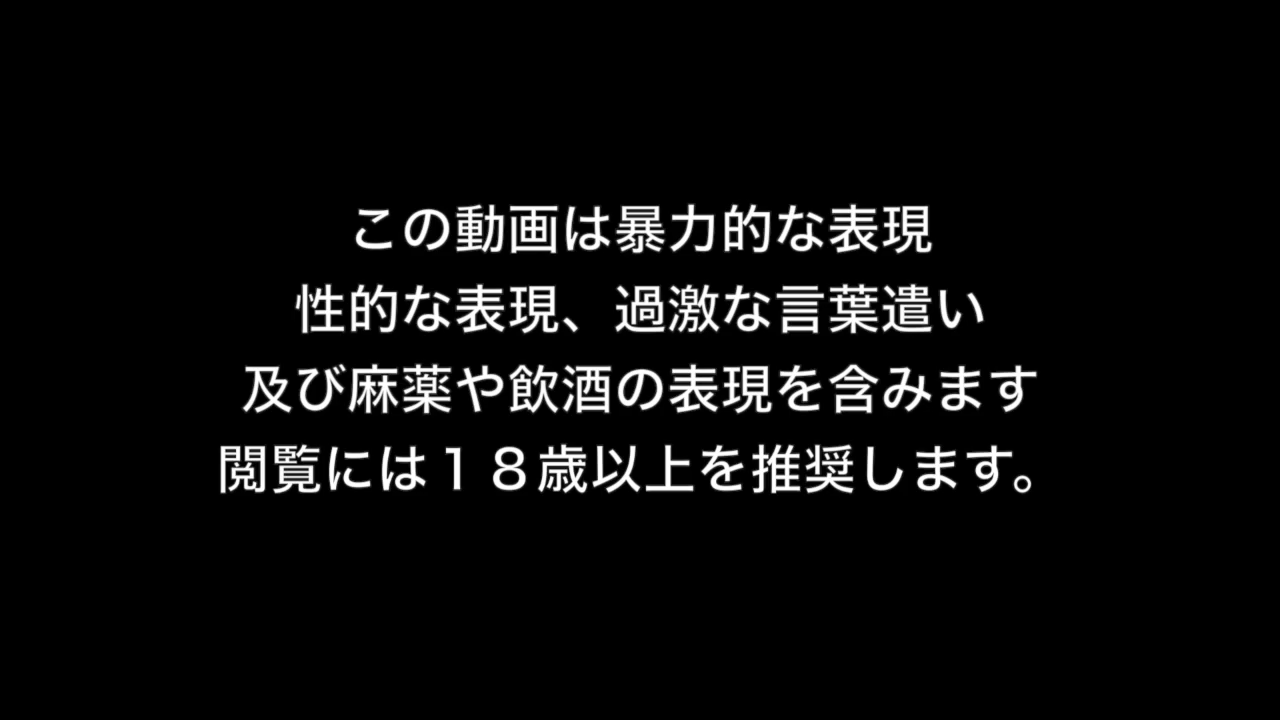 この動画は暴力的な表現
性的な表現、過激な言葉遣い
及び麻薬や飲酒の表現を含みます
閲覧には１８歳以上を推奨します。